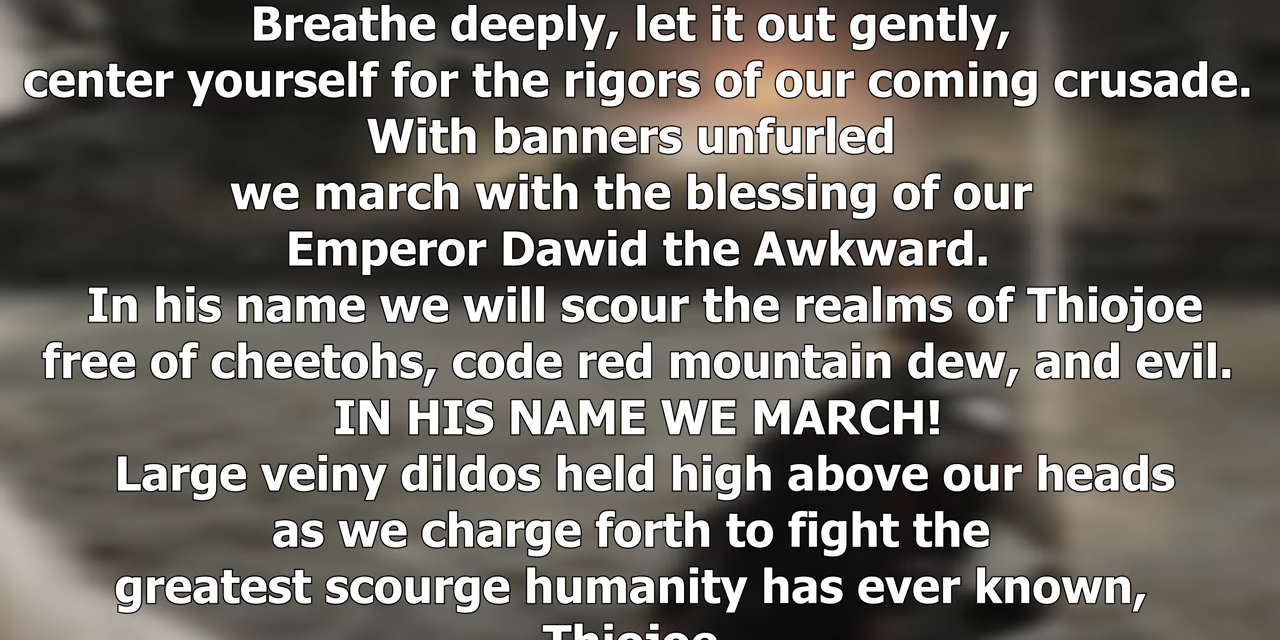 Breathe deeply, let it out gently,
center yourself for the rigors of our coming crusade.
With banners unfurled
we march with the blessing of our
Emperor Dawid the Awkward.
In his name we will scour the realms of Thiojoe
free of cheetohs, code red mountain dew, and evil.
IN HIS NAME WE MARCH!
Large veiny dildos held high above our heads
as we charge forth to fight the
greatest scourge humanity has ever known,
Thiojoe